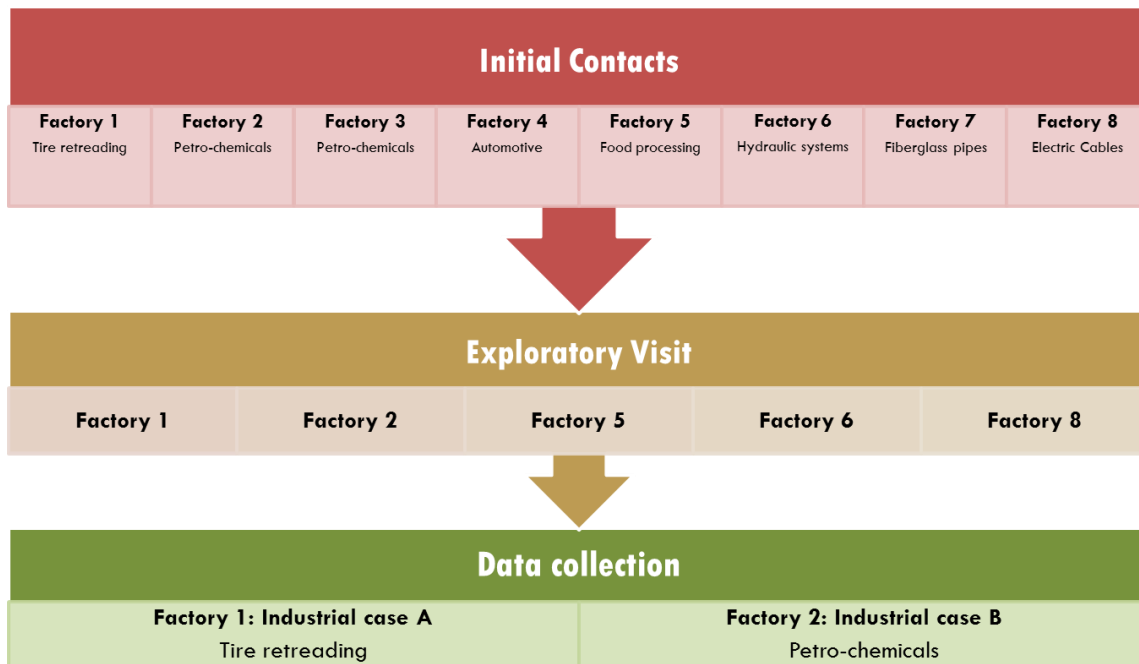 Initial Contacts
Factory 1 Factory 2 Factory 3 Factory 4 Factory 5 Factory 6 Factory 7 Factory 8
Tire retreading Petro-chemicals Petro-chemicals Automotive Food processing Hydraulic systems Fiberglass pipes Electric Cables
Exploratory Visit
Factory 1 Factory 2 Factory 5 Factory 6 Factory 8
Data collection
Factory 1: Industrial case A Factory 2: Industrial case B
Tire retreading Petro-chemicals